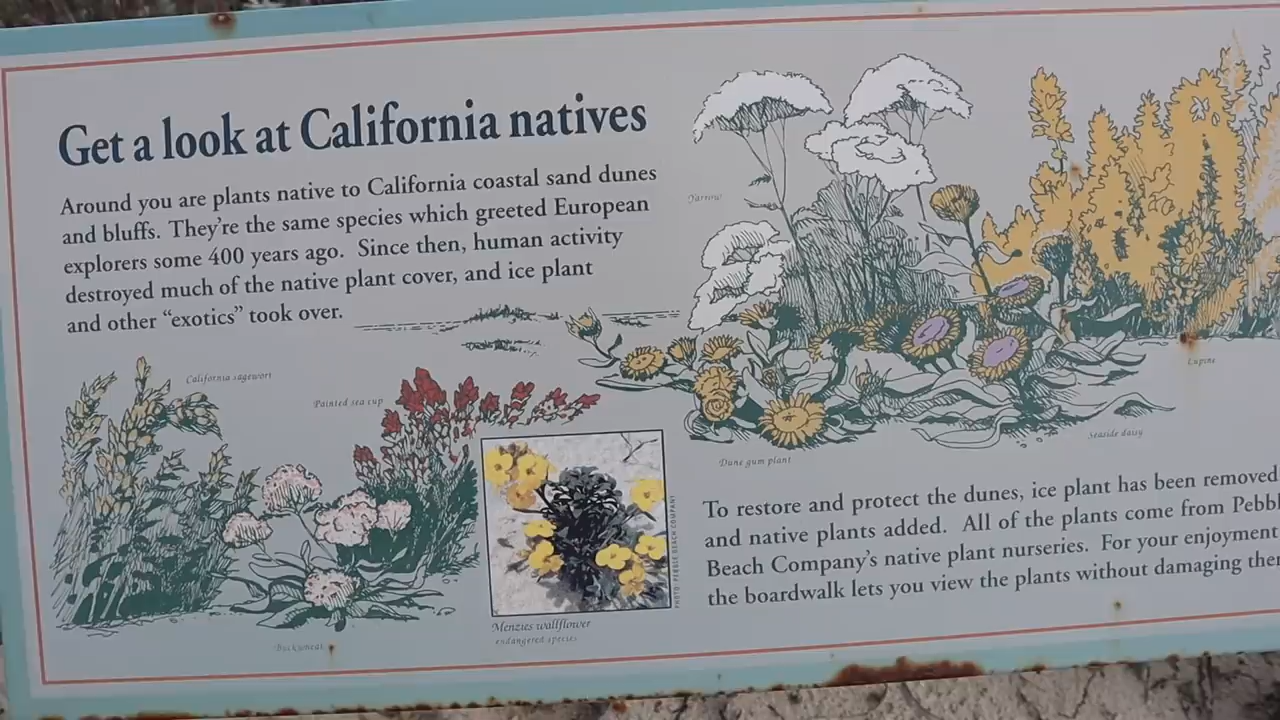 Get a look at California natives
Around you are plants native to California coastal sand dunes
and bluffs. They're the same species which greeted European
explorers some 400 years ago. Since then, human activity
destroyed much of the native plant cover, and ice plant
and other "exotics" took over.
Yarrow
California sagewort
Painted sea cup
Lupine
Seaside daisy
Dune gum plant
Buckwheat
PHOTO: PEBBLE BEACH COMPANY
Menzies wallflower
endangered species
To restore and protect the dunes, ice plant has been removed
and native plants added. All of the plants come from Pebbl
Beach Company's native plant nurseries. For your enjoyment
the boardwalk lets you view the plants without damaging the